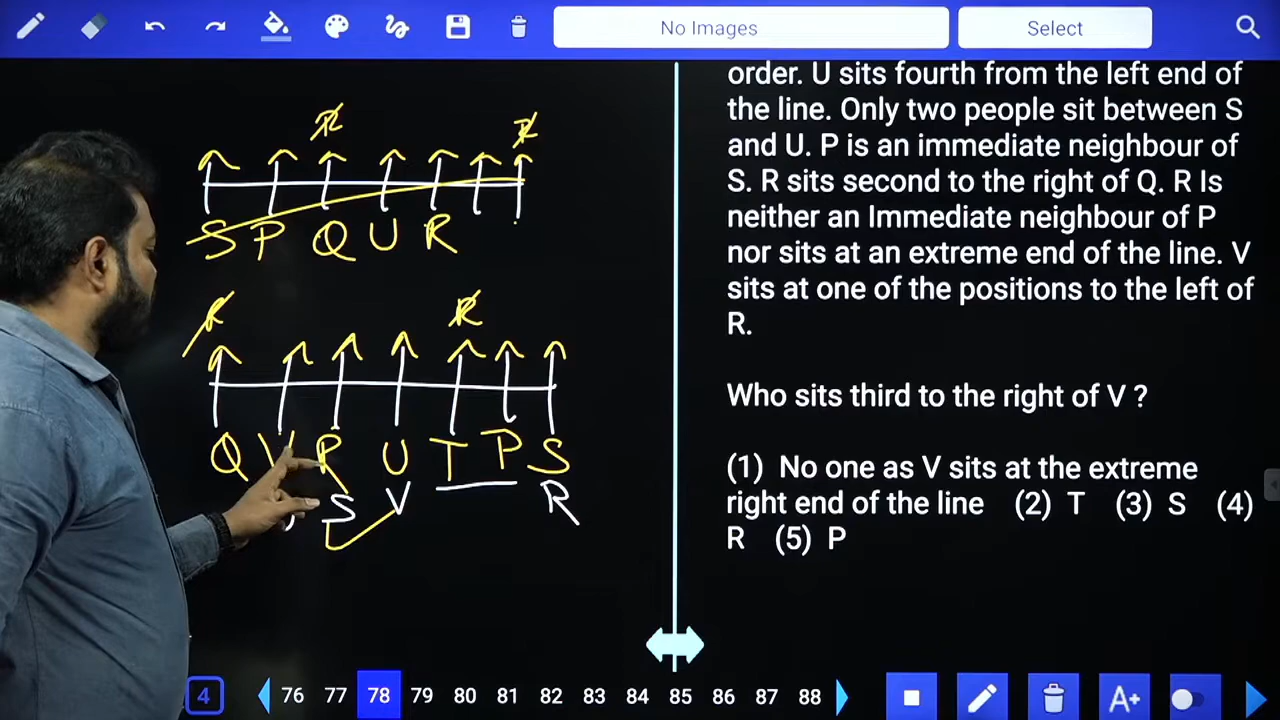 No Images
Select
order. U sits fourth from the left end of
the line. Only two people sit between S
and U. P is an immediate neighbour of
S. R sits second to the right of Q. R Is
neither an Immediate neighbour of P
nor sits at an extreme end of the line. V
sits at one of the positions to the left of
R.
Who sits third to the right of V ?
(1) No one as V sits at the extreme
right end of the line (2) T (3) S (4)
R (5) P
R R
S P Q U R
R R
Q V R U T P S
S V R
4 76 77 78 79 80 81 82 83 84 85 86 87 88
A+